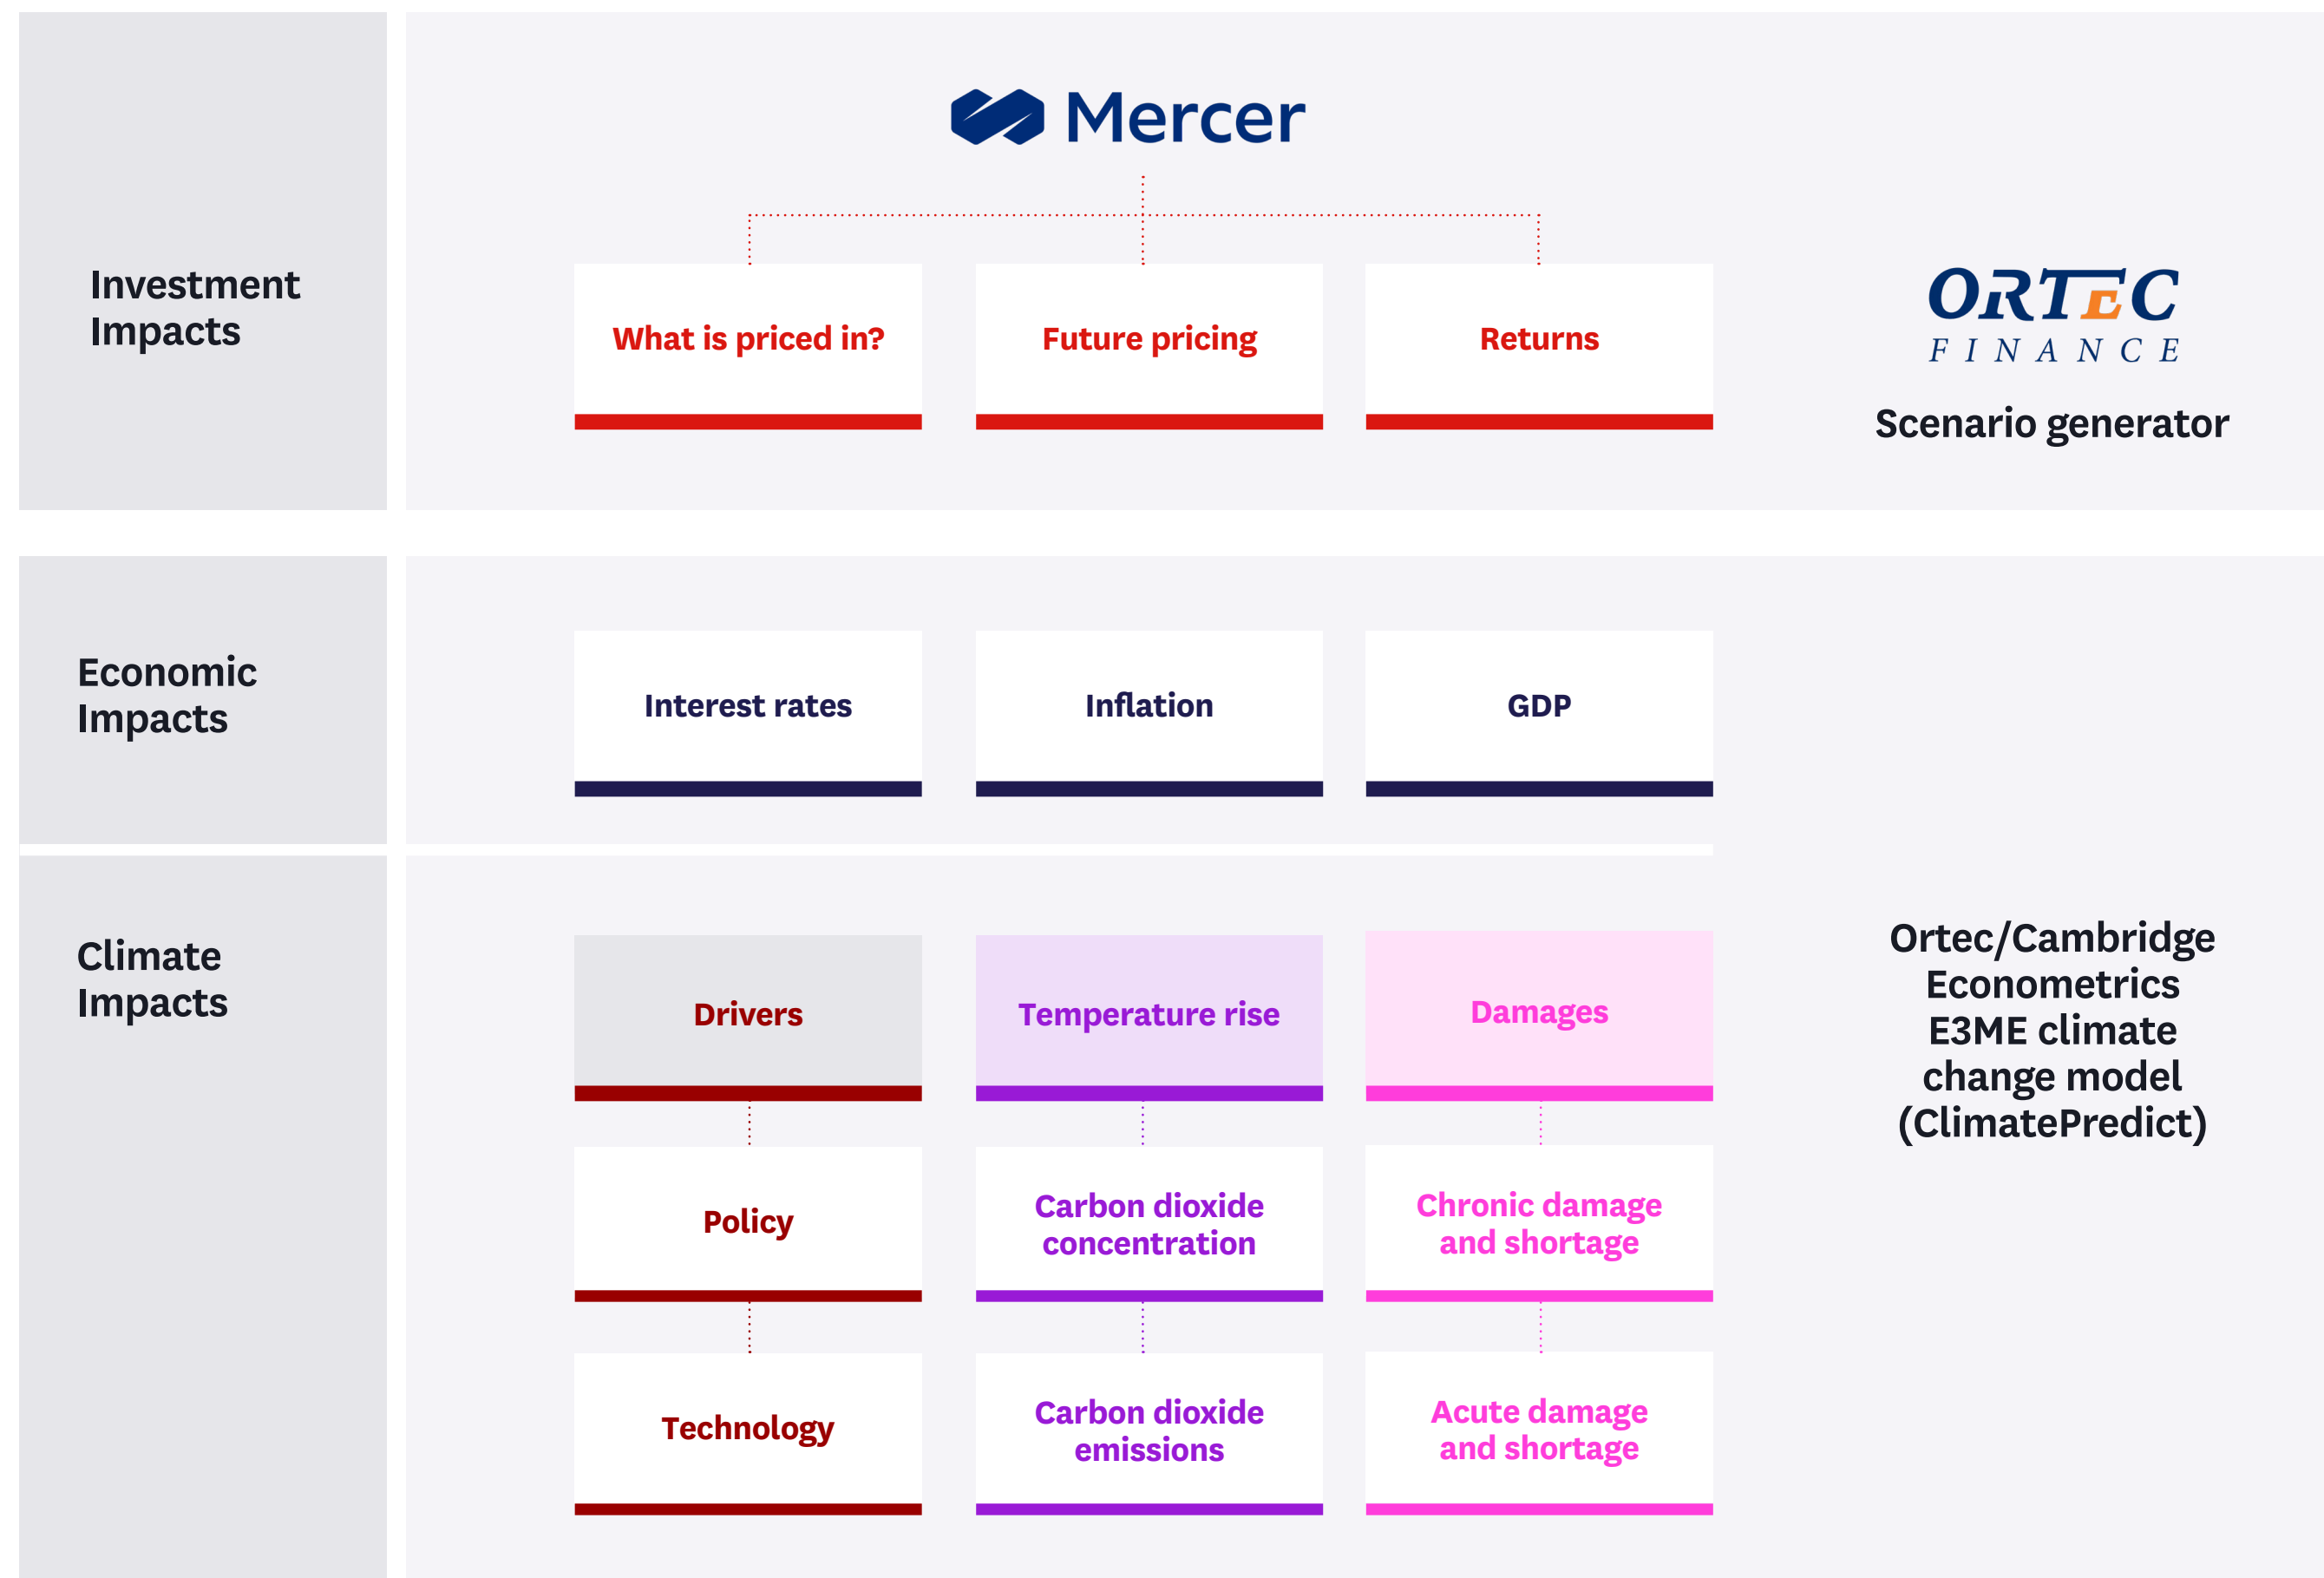 Mercer
Investment
Impacts
What is priced in?
Future pricing
Returns
ORTEC
FINANCE
Scenario generator
Economic
Impacts
Interest rates
Inflation
GDP
Climate
Impacts
Drivers
Temperature rise
Damages
Policy
Carbon dioxide
concentration
Chronic damage
and shortage
Technology
Carbon dioxide
emissions
Acute damage
and shortage
Ortec/Cambridge
Econometrics
E3ME climate
change model
(ClimatePredict)